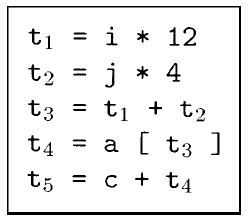 t₁ = i * 12
t₂ = j * 4
t₃ = t₁ + t₂
t₄ = a [ t₃ ]
t₅ = c + t₄